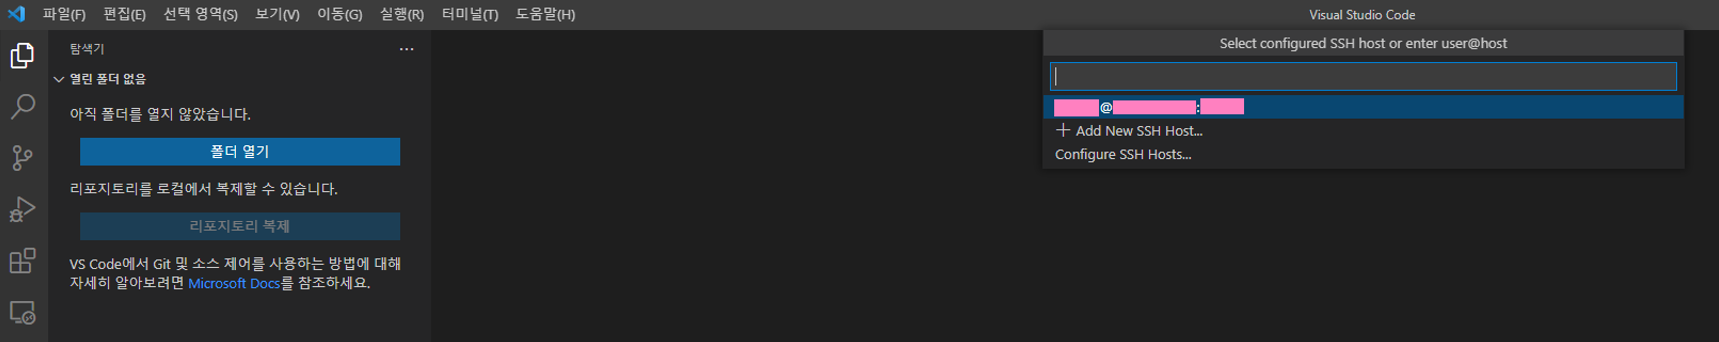 파일(F) 편집(E) 선택 영역(S) 보기(V) 이동(G) 실행(R) 터미널(T) 도움말(H) Visual Studio Code
탐색기 ···
열린 폴더 없음
아직 폴더를 열지 않았습니다.
폴더 열기
리포지토리를 로컬에서 복제할 수 있습니다.
리포지토리 복제
VS Code에서 Git 및 소스 제어를 사용하는 방법에 대해
자세히 알아보려면 Microsoft Docs를 참조하세요.
Select configured SSH host or enter user@host
@ :
+ Add New SSH Host...
Configure SSH Hosts...